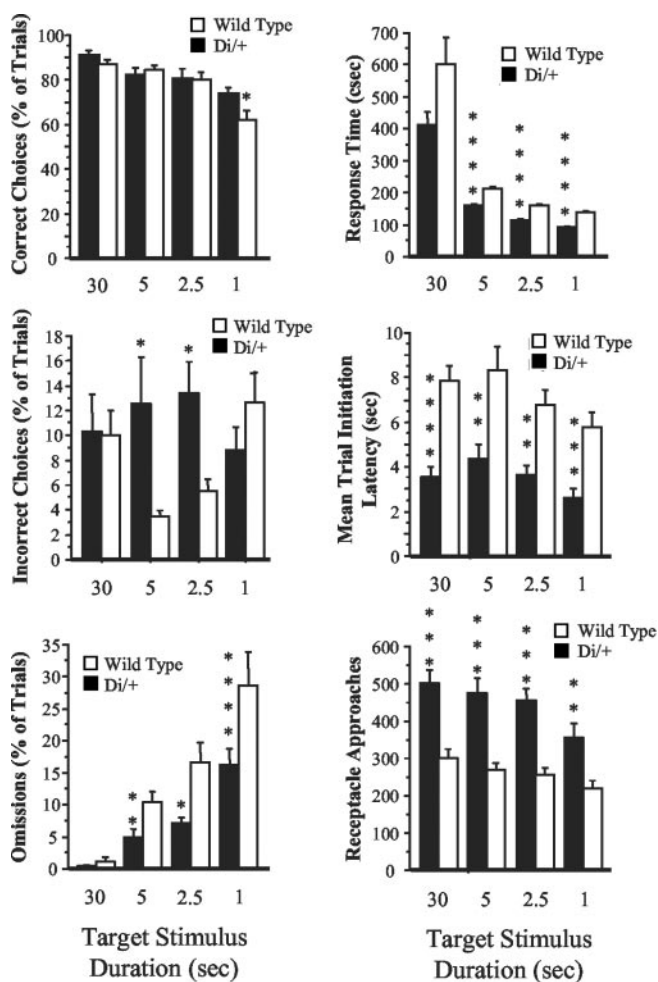 Wild Type
Di/+
Correct Choices (% of Trials)
100
80
60
40
20
0
*
30 5 2.5 1
Wild Type
Di/+
Response Time (csec)
700
600
500
400
300
200
100
0
* * * *
* * * *
* * * *
30 5 2.5 1
Wild Type
Di/+
Incorrect Choices (% of Trials)
18
16
14
12
10
8
6
4
2
0
*
*
30 5 2.5 1
Wild Type
Di/+
Mean Trial Initiation
Latency (sec)
10
8
6
4
2
0
* * * *
* *
* *
* * *
30 5 2.5 1
Wild Type
Di/+
Omissions (% of Trials)
35
30
25
20
15
10
5
0
* *
*
* * * *
30 5 2.5 1
Target Stimulus
Duration (sec)
Wild Type
Di/+
Receptacle Approaches
600
500
400
300
200
100
0
* * *
* * *
* * *
* *
30 5 2.5 1
Target Stimulus
Duration (sec)